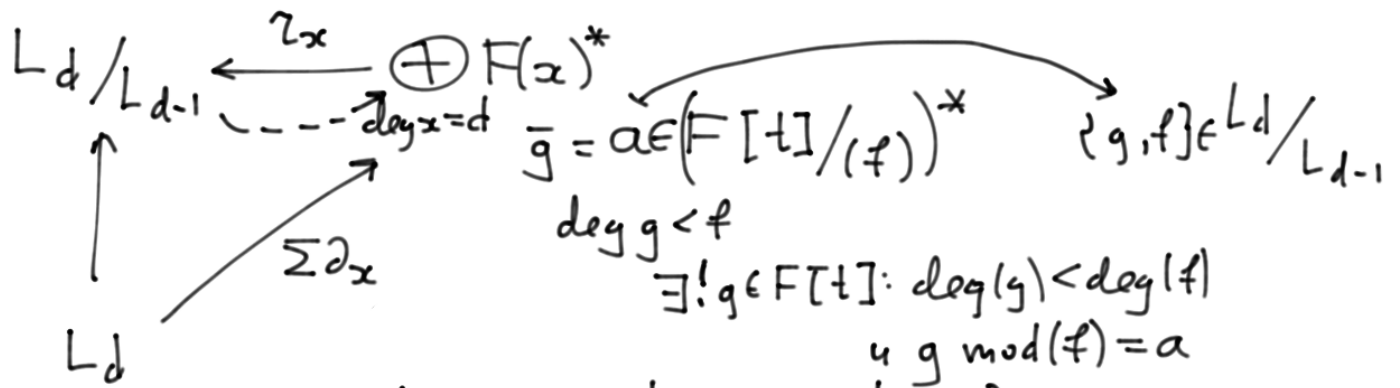 L_d/L_{d-1} ←^{τ_x} ⊕_{deg x=d} F(x)^*
ḡ = a ∈ (F[t]/(f))^* {g, f} ∈ L_d/L_{d-1}
deg g < f
Σ∂_x
∃! g ∈ F[t]: deg(g) < deg(f)
и g mod(f) = a
L_d